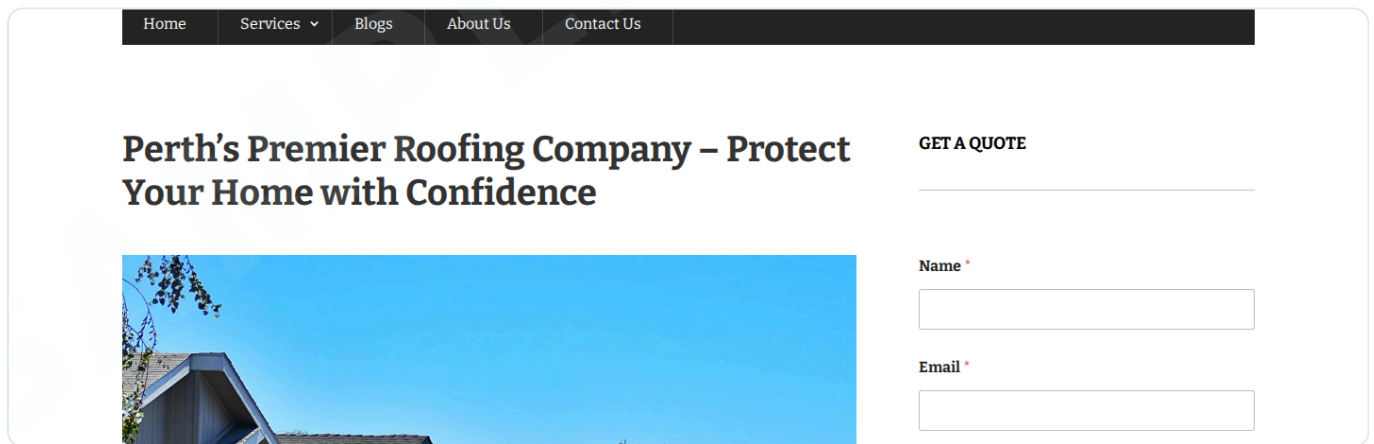 Home Services Blogs About Us Contact Us
Perth's Premier Roofing Company – Protect
Your Home with Confidence
GET A QUOTE
Name *
Email *
SAMPLE